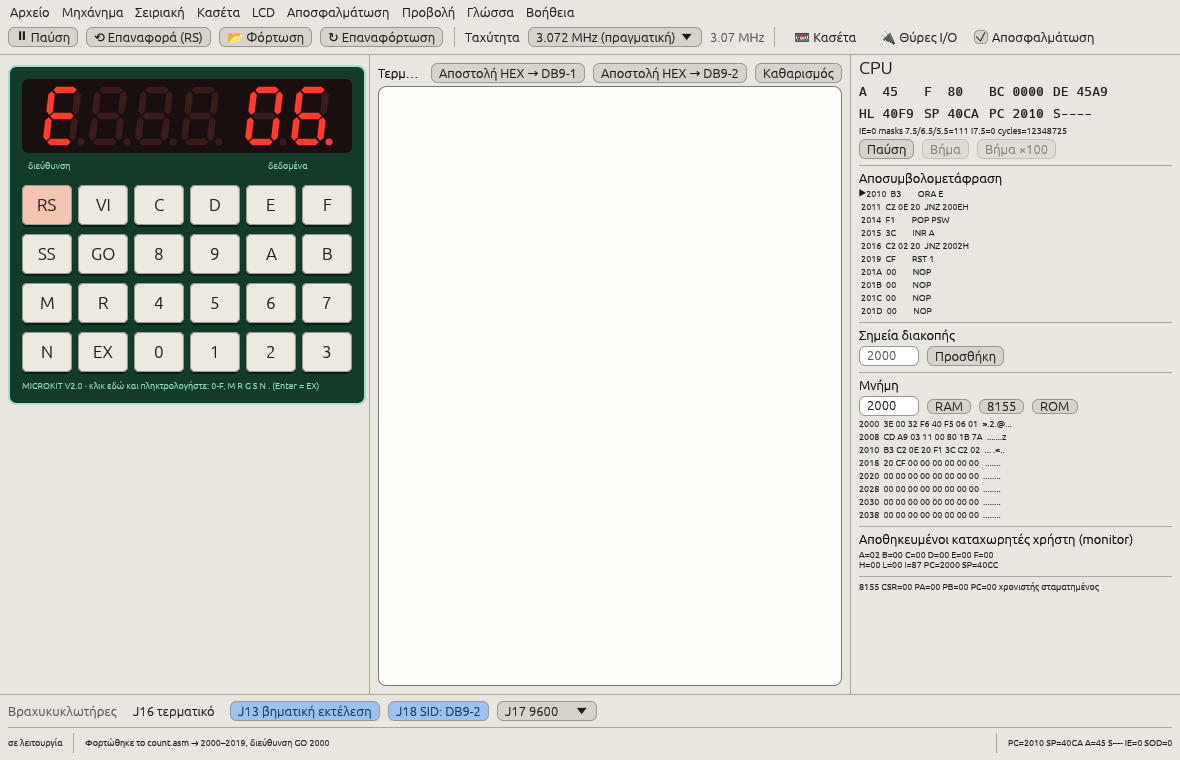 Αρχείο Μηχάνημα Σειριακή Κασέτα LCD Αποσφαλμάτωση Προβολή Γλώσσα Βοήθεια
⏸ Παύση ⟲ Επαναφορά (RS) 📂 Φόρτωση ↻ Επαναφόρτωση Ταχύτητα 3.072 MHz (πραγματική) 3.07 MHz 📼 Κασέτα 🔌 Θύρες I/O Αποσφαλμάτωση
E 06.
διεύθυνση δεδομένα
RS VI C D E F
SS GO 8 9 A B
M R 4 5 6 7
N EX 0 1 2 3
MICROKIT V2.0 · κλικ εδώ και πληκτρολογήστε: 0-F, M R G S N . (Enter = EX)
Τερμ… Αποστολή HEX → DB9-1 Αποστολή HEX → DB9-2 Καθαρισμός
CPU
A 45 F 80 BC 0000 DE 45A9
HL 40F9 SP 40CA PC 2010 S----
IE=0 masks 7.5/6.5/5.5=111 I7.5=0 cycles=12348725
Παύση Βήμα Βήμα ×100
Αποσυμβολομετάφραση
▶2010 B3 ORA E
2011 C2 0E 20 JNZ 200EH
2014 F1 POP PSW
2015 3C INR A
2016 C2 02 20 JNZ 2002H
2019 CF RST 1
201A 00 NOP
201B 00 NOP
201C 00 NOP
201D 00 NOP
Σημεία διακοπής
2000 Προσθήκη
Μνήμη
2000 RAM 8155 ROM
2000 3E 00 32 F6 40 F5 06 01 >.2.@...
2008 CD A9 03 11 00 80 1B 7A .......z
2010 B3 C2 0E 20 F1 3C C2 02 ... .<..
2018 20 CF 00 00 00 00 00 00 .......
2020 00 00 00 00 00 00 00 00 ........
2028 00 00 00 00 00 00 00 00 ........
2030 00 00 00 00 00 00 00 00 ........
2038 00 00 00 00 00 00 00 00 ........
Αποθηκευμένοι καταχωρητές χρήστη (monitor)
A=02 B=00 C=00 D=00 E=00 F=00
H=00 L=00 I=87 PC=2000 SP=40CC
8155 CSR=00 PA=00 PB=00 PC=00 χρονιστής σταματημένος
Βραχυκυκλωτήρες J16 τερματικό J13 βηματική εκτέλεση J18 SID: DB9-2 J17 9600
σε λειτουργία Φορτώθηκε το count.asm → 2000–2019, διεύθυνση GO 2000 PC=2010 SP=40CA A=45 S---- IE=0 SOD=0